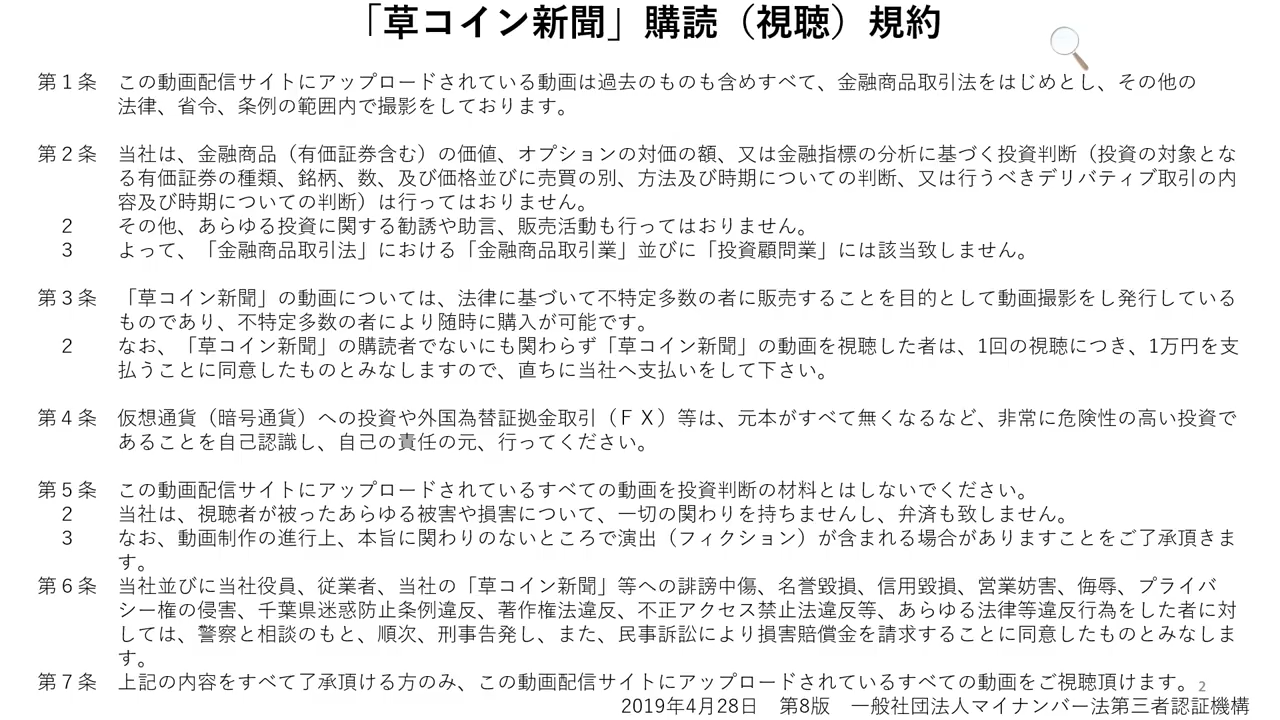 「草コイン新聞」購読（視聴）規約
第１条　この動画配信サイトにアップロードされている動画は過去のものも含めすべて、金融商品取引法をはじめとし、その他の
法律、省令、条例の範囲内で撮影をしております。
第２条　当社は、金融商品（有価証券含む）の価値、オプションの対価の額、又は金融指標の分析に基づく投資判断（投資の対象とな
る有価証券の種類、銘柄、数、及び価格並びに売買の別、方法及び時期についての判断、又は行うべきデリバティブ取引の内
容及び時期についての判断）は行ってはおりません。
２　その他、あらゆる投資に関する勧誘や助言、販売活動も行ってはおりません。
３　よって、「金融商品取引法」における「金融商品取引業」並びに「投資顧問業」には該当致しません。
第３条　「草コイン新聞」の動画については、法律に基づいて不特定多数の者に販売することを目的として動画撮影をし発行している
ものであり、不特定多数の者により随時に購入が可能です。
２　なお、「草コイン新聞」の購読者でないにも関わらず「草コイン新聞」の動画を視聴した者は、1回の視聴につき、1万円を支
払うことに同意したものとみなしますので、直ちに当社へ支払いをして下さい。
第４条　仮想通貨（暗号通貨）への投資や外国為替証拠金取引（ＦＸ）等は、元本がすべて無くなるなど、非常に危険性の高い投資で
あることを自己認識し、自己の責任の元、行ってください。
第５条　この動画配信サイトにアップロードされているすべての動画を投資判断の材料とはしないでください。
２　当社は、視聴者が被ったあらゆる被害や損害について、一切の関わりを持ちませんし、弁済も致しません。
３　なお、動画制作の進行上、本旨に関わりのないところで演出（フィクション）が含まれる場合がありますことをご了承頂きま
す。
第６条　当社並びに当社役員、従業者、当社の「草コイン新聞」等への誹謗中傷、名誉毀損、信用毀損、営業妨害、侮辱、プライバ
シー権の侵害、千葉県迷惑防止条例違反、著作権法違反、不正アクセス禁止法違反等、あらゆる法律等違反行為をした者に対
しては、警察と相談のもと、順次、刑事告発し、また、民事訴訟により損害賠償金を請求することに同意したものとみなしま
す。
第７条　上記の内容をすべて了承頂ける方のみ、この動画配信サイトにアップロードされているすべての動画をご視聴頂けます。 2
2019年4月28日　第8版　一般社団法人マイナンバー法第三者認証機構